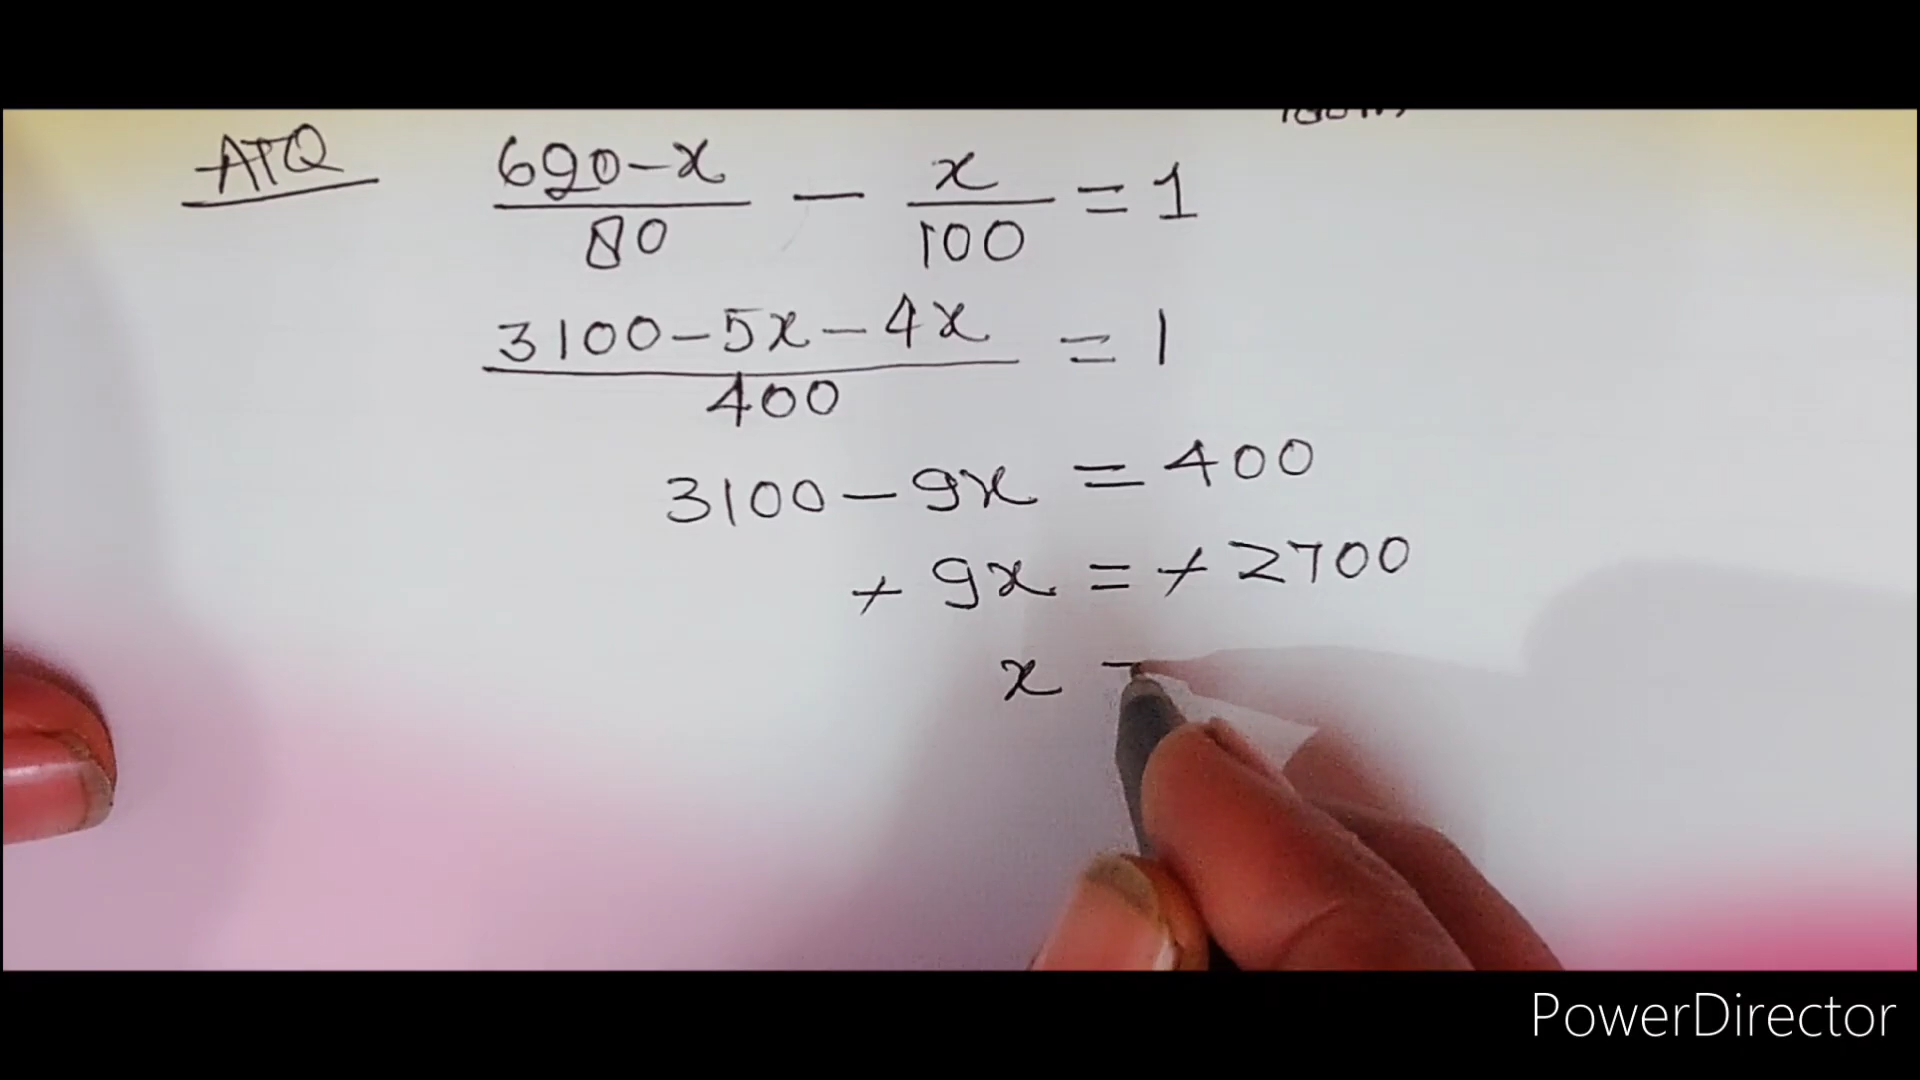 ATQ 620-x/80 - x/100 = 1
3100-5x-4x/400 = 1
3100-9x = 400
+9x = +2700
x =
PowerDirector